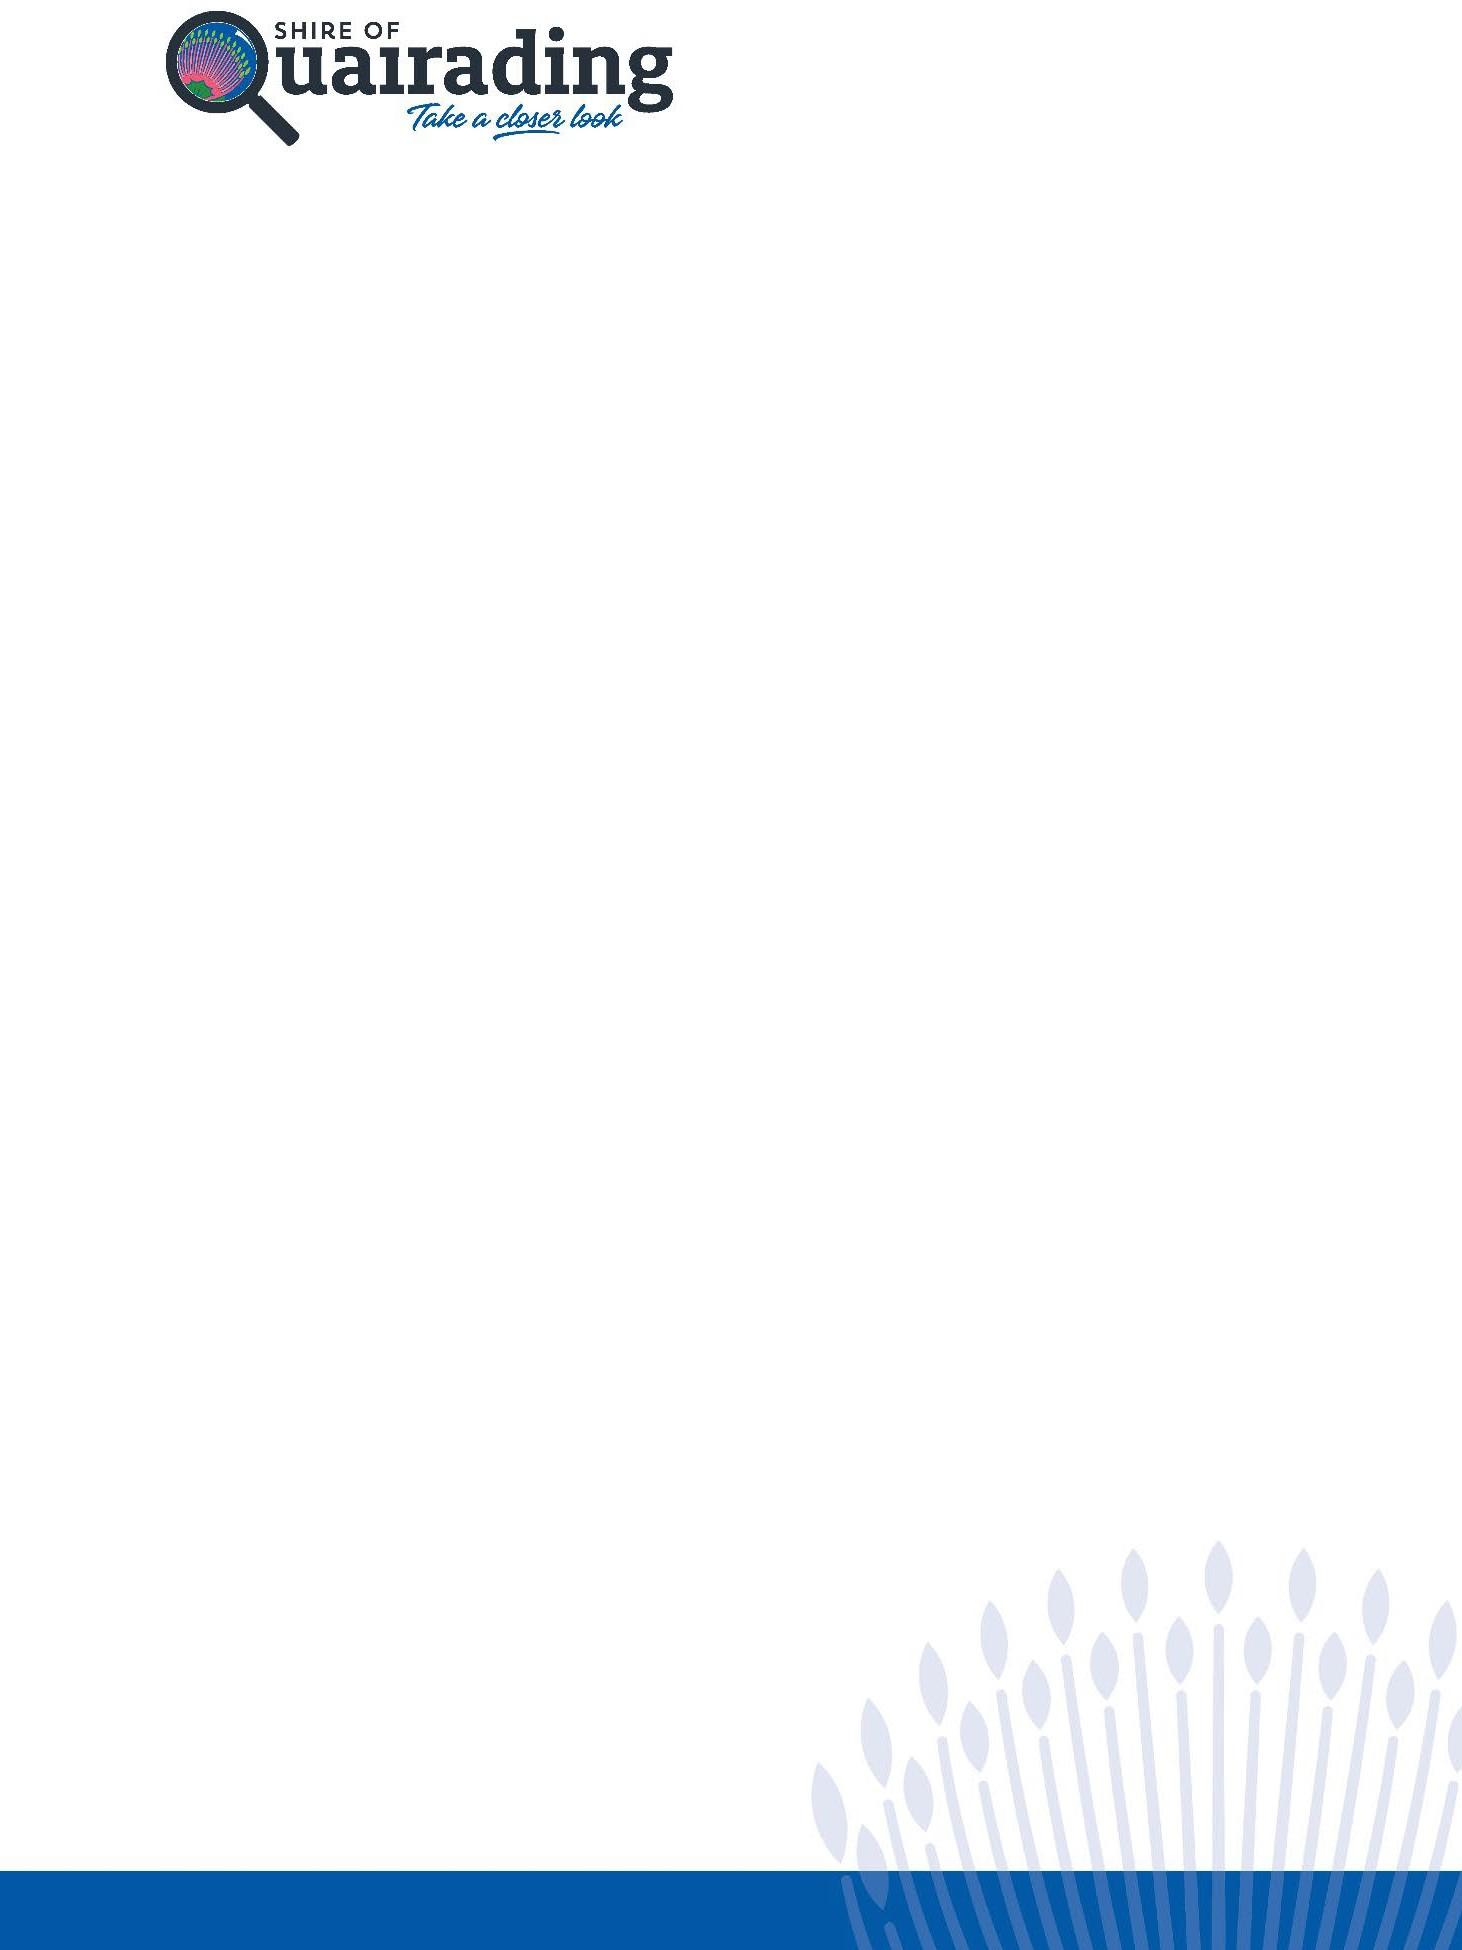 SHIRE OF
Quairading
Take a closer look